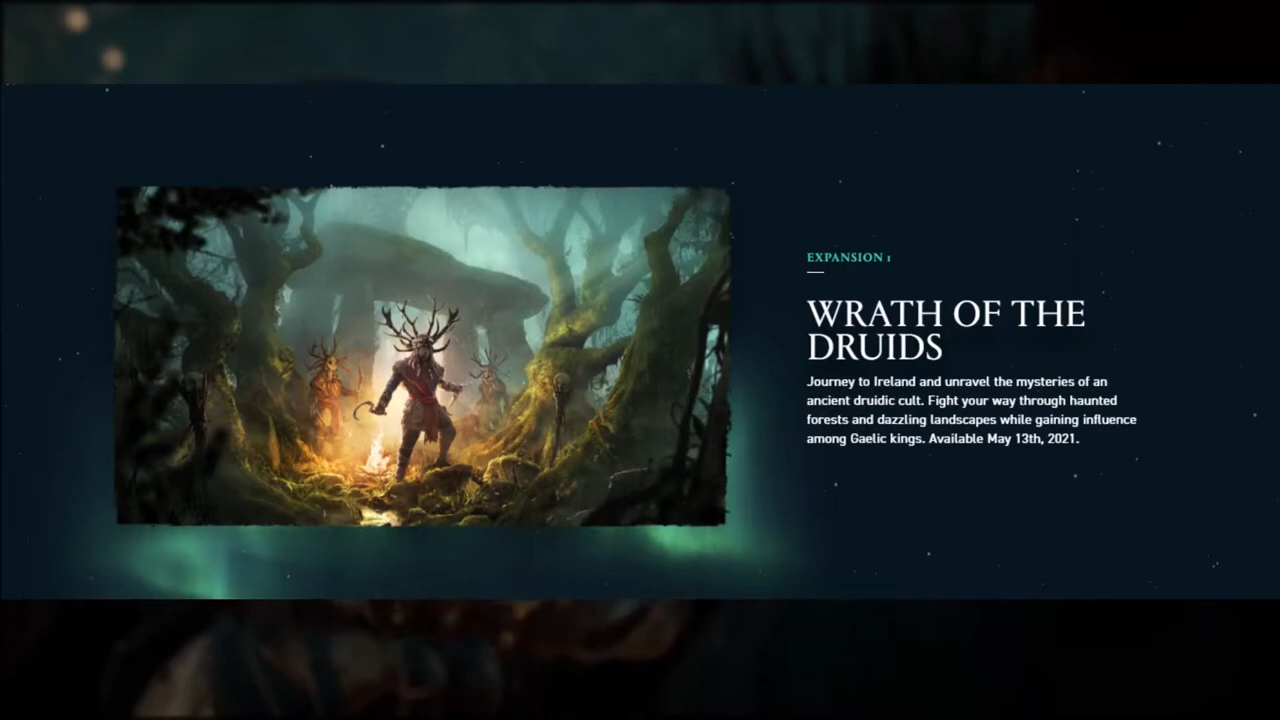 EXPANSION 1
WRATH OF THE
DRUIDS
Journey to Ireland and unravel the mysteries of an
ancient druidic cult. Fight your way through haunted
forests and dazzling landscapes while gaining influence
among Gaelic kings. Available May 13th, 2021.